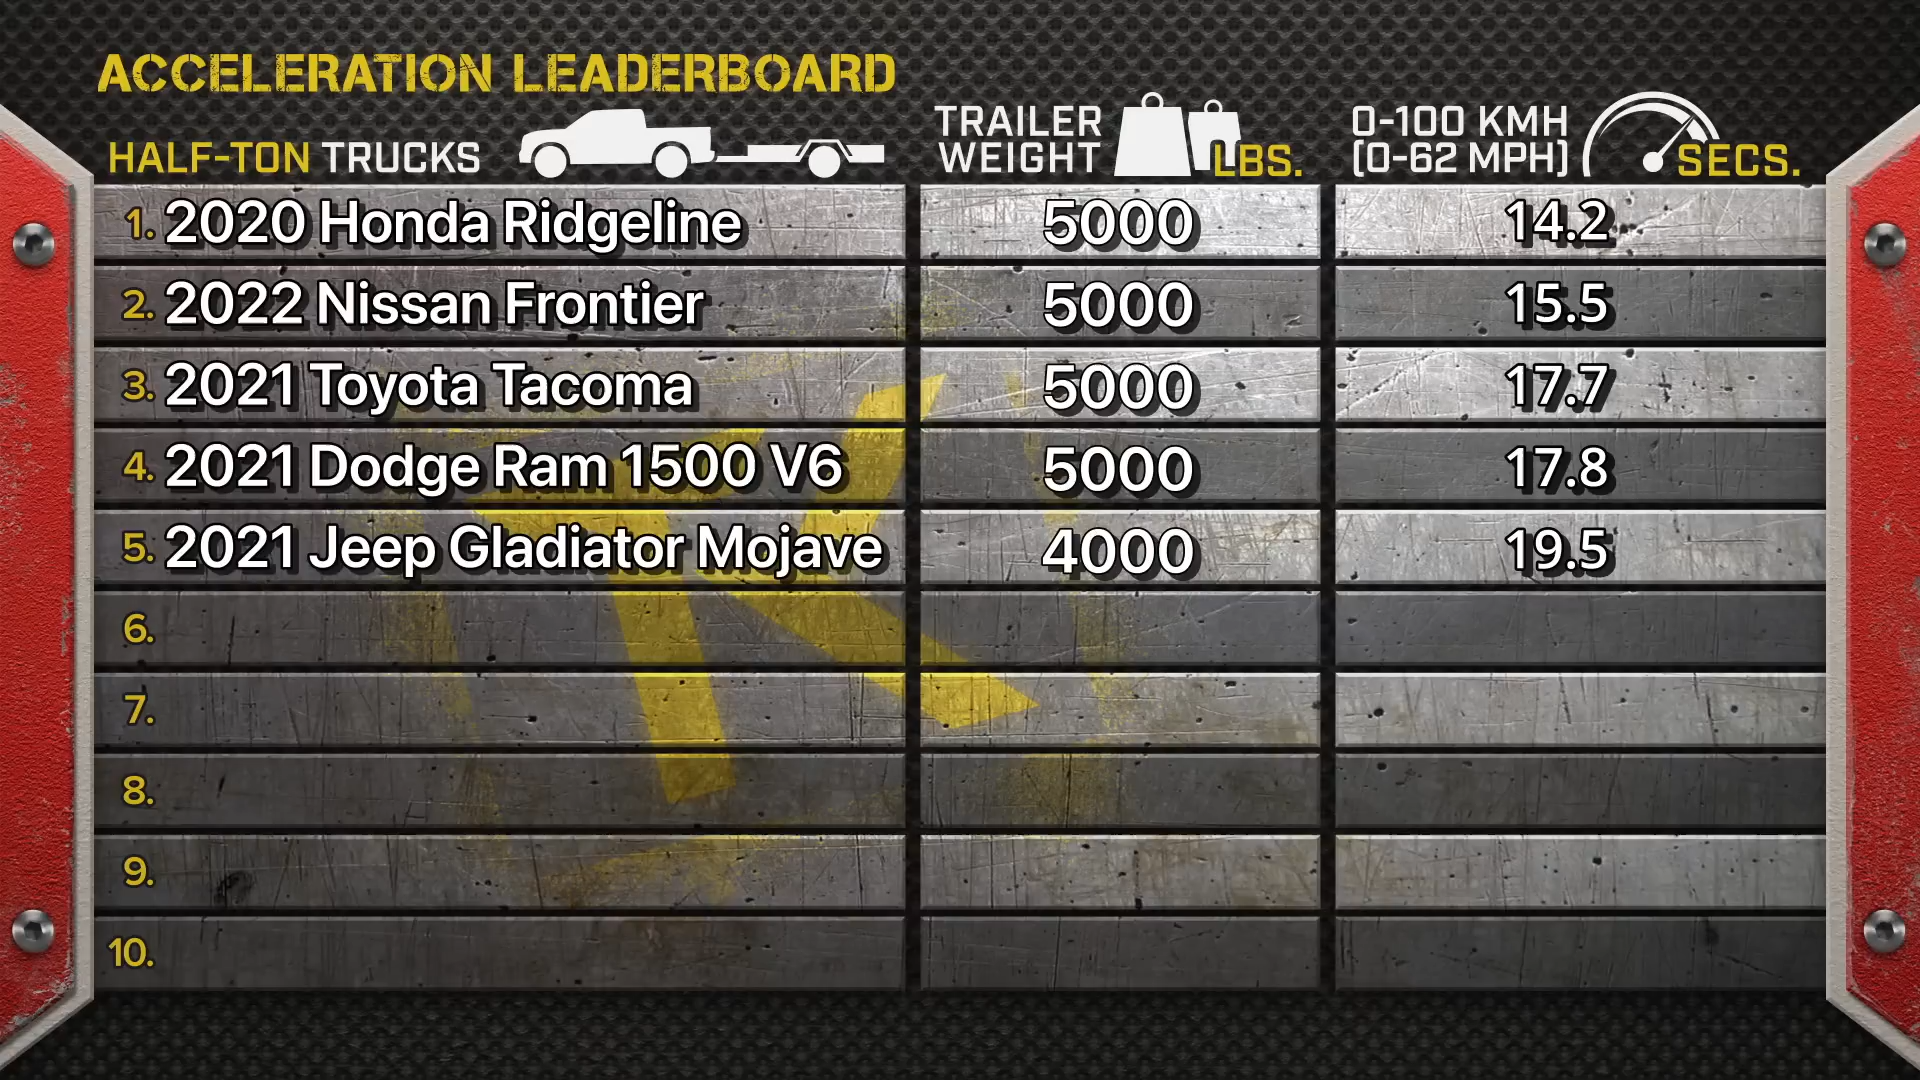 ACCELERATION LEADERBOARD
HALF-TON TRUCKS
TRAILER
WEIGHT LBS.
0-100 KMH
(0-62 MPH) SECS.
1. 2020 Honda Ridgeline 5000 14.2
2. 2022 Nissan Frontier 5000 15.5
3. 2021 Toyota Tacoma 5000 17.7
4. 2021 Dodge Ram 1500 V6 5000 17.8
5. 2021 Jeep Gladiator Mojave 4000 19.5
6.
7.
8.
9.
10.